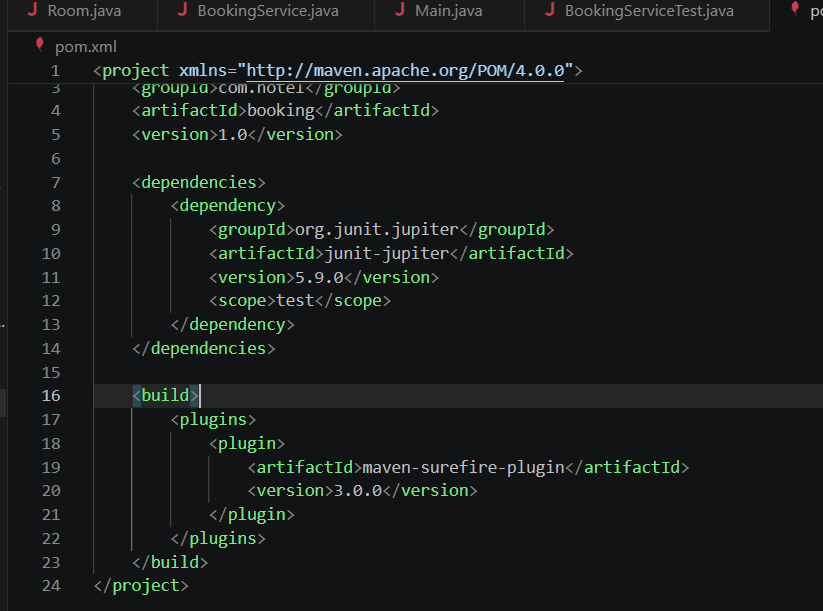 Room.java
BookingService.java
Main.java
BookingServiceTest.java
pom.xml
1 <project xmlns="http://maven.apache.org/POM/4.0.0">
3 <groupId>com.hotel</groupId>
4 <artifactId>booking</artifactId>
5 <version>1.0</version>
6
7 <dependencies>
8 <dependency>
9 <groupId>org.junit.jupiter</groupId>
10 <artifactId>junit-jupiter</artifactId>
11 <version>5.9.0</version>
12 <scope>test</scope>
13 </dependency>
14 </dependencies>
15
16 <build>
17 <plugins>
18 <plugin>
19 <artifactId>maven-surefire-plugin</artifactId>
20 <version>3.0.0</version>
21 </plugin>
22 </plugins>
23 </build>
24 </project>